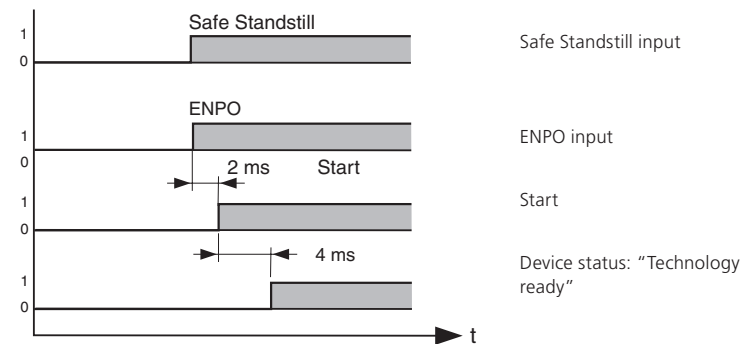 Safe Standstill
1
0
Safe Standstill input
ENPO
1
0
ENPO input
2 ms Start
1
0
Start
4 ms
1
0
Device status: “Technology
ready”
t